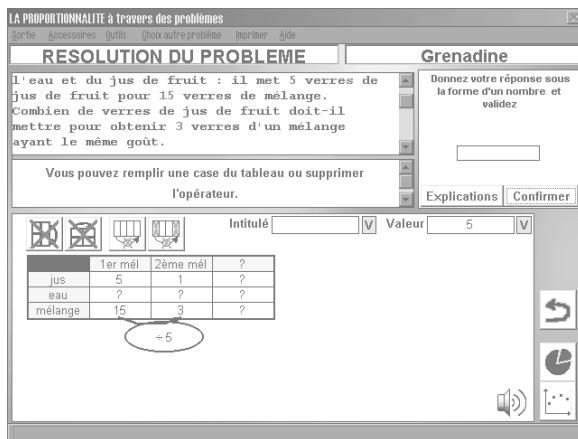 LA PROPORTIONNALITE à travers des problèmes
Sortie Accessoires Outils Choix autre problème Imprimer Aide
RESOLUTION DU PROBLEME
Grenadine
l'eau et du jus de fruit : il met 5 verres de
jus de fruit pour 15 verres de mélange.
Combien de verres de jus de fruit doit-il
mettre pour obtenir 3 verres d'un mélange
ayant le même goût.
Donnez votre réponse sous
la forme d'un nombre et
validez
Vous pouvez remplir une case du tableau ou supprimer
l'opérateur.
Explications Confirmer
Intitulé V Valeur 5 V
1er mél 2ème mél ?
jus 5 1 ?
eau ? ? ?
mélange 15 3 ?
÷5